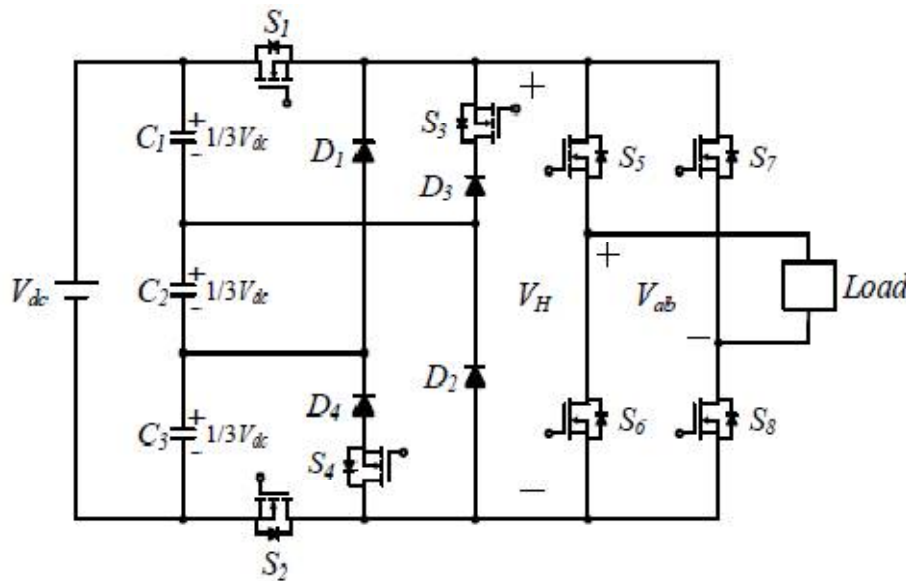 S1
+
C1
1/3Vdc
−
D1
S3
+
D3
S5
S7
Vdc
+
C2
1/3Vdc
−
VH
+
Vab
−
Load
D2
D4
+
C3
1/3Vdc
−
S4
S6
S8
−
S2